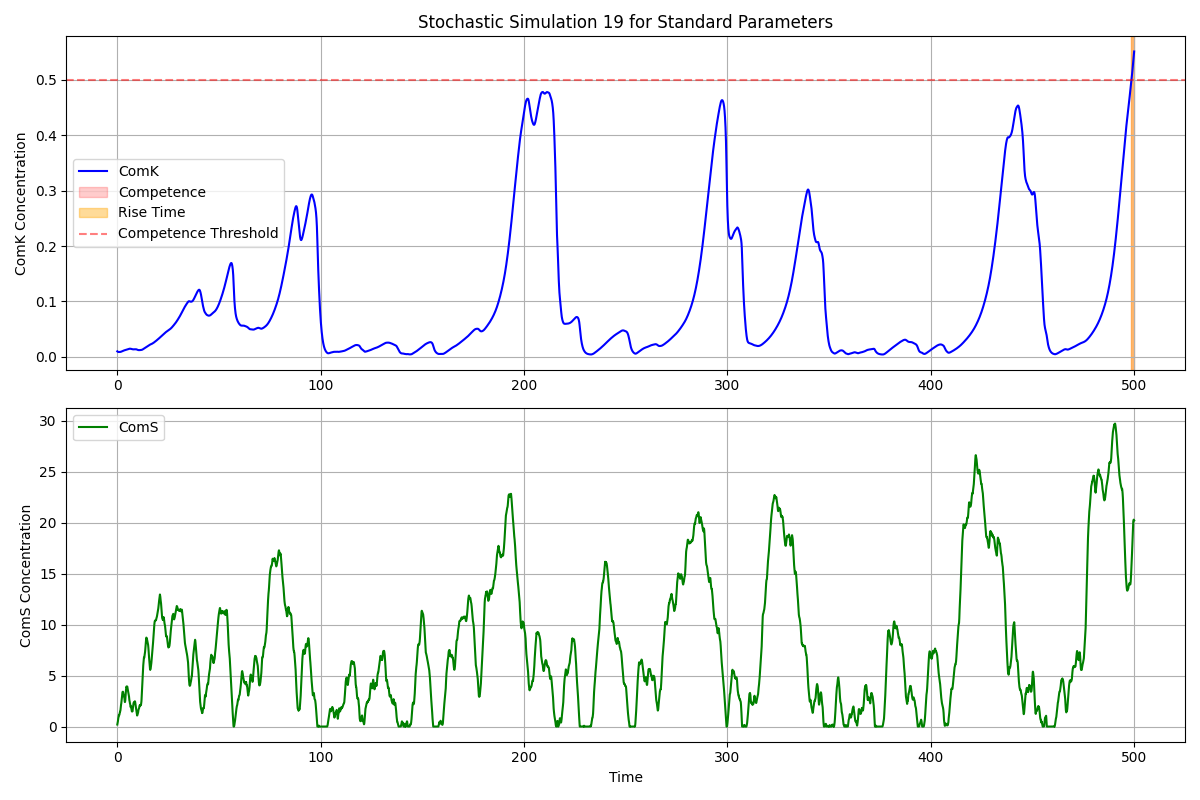 Stochastic Simulation 19 for Standard Parameters
ComK Concentration
0.5
0.4
0.3
0.2
0.1
0.0
ComK
Competence
Rise Time
Competence Threshold
0 100 200 300 400 500
ComS Concentration
30
25
20
15
10
5
0
ComS
0 100 200 300 400 500
Time